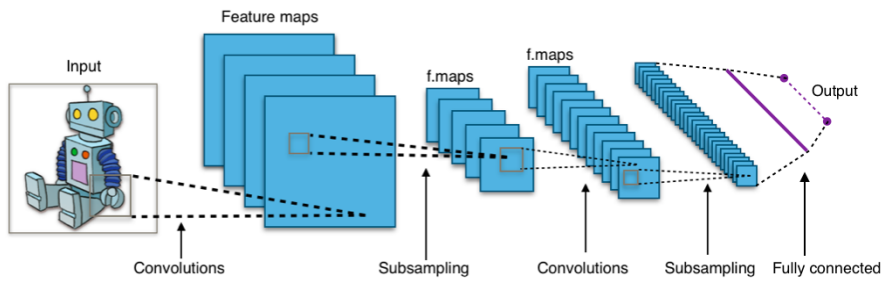 Feature maps
Input
f.maps
f.maps
Output
Convolutions
Subsampling
Convolutions
Subsampling
Fully connected